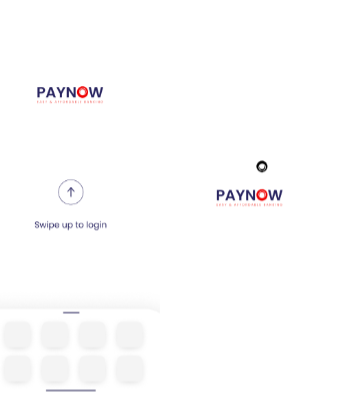 PAYNOW
EASY & AFFORDABLE BANKING
Swipe up to login
PAYNOW
EASY & AFFORDABLE BANKING